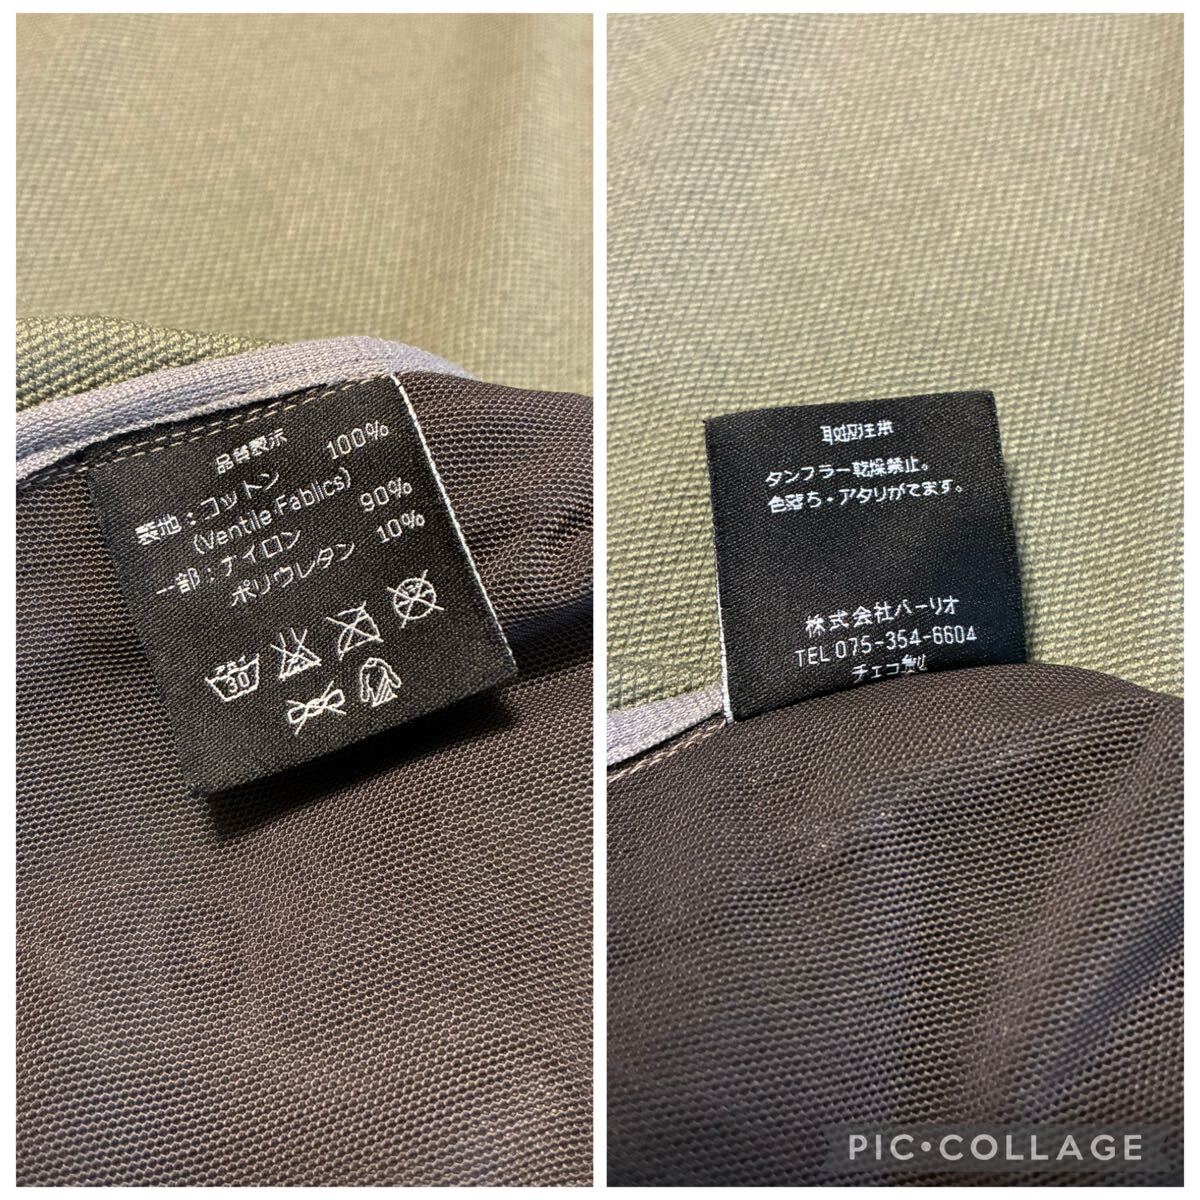 品質表示
表地：コットン 100%
(Ventile Fablics)
一部：ナイロン 90%
ポリウレタン 10%
30
取扱注意
タンブラー乾燥禁止。
色落ち・アタリがでます。
株式会社バーリオ
TEL 075-354-6604
チェコ製
PIC•COLLAGE